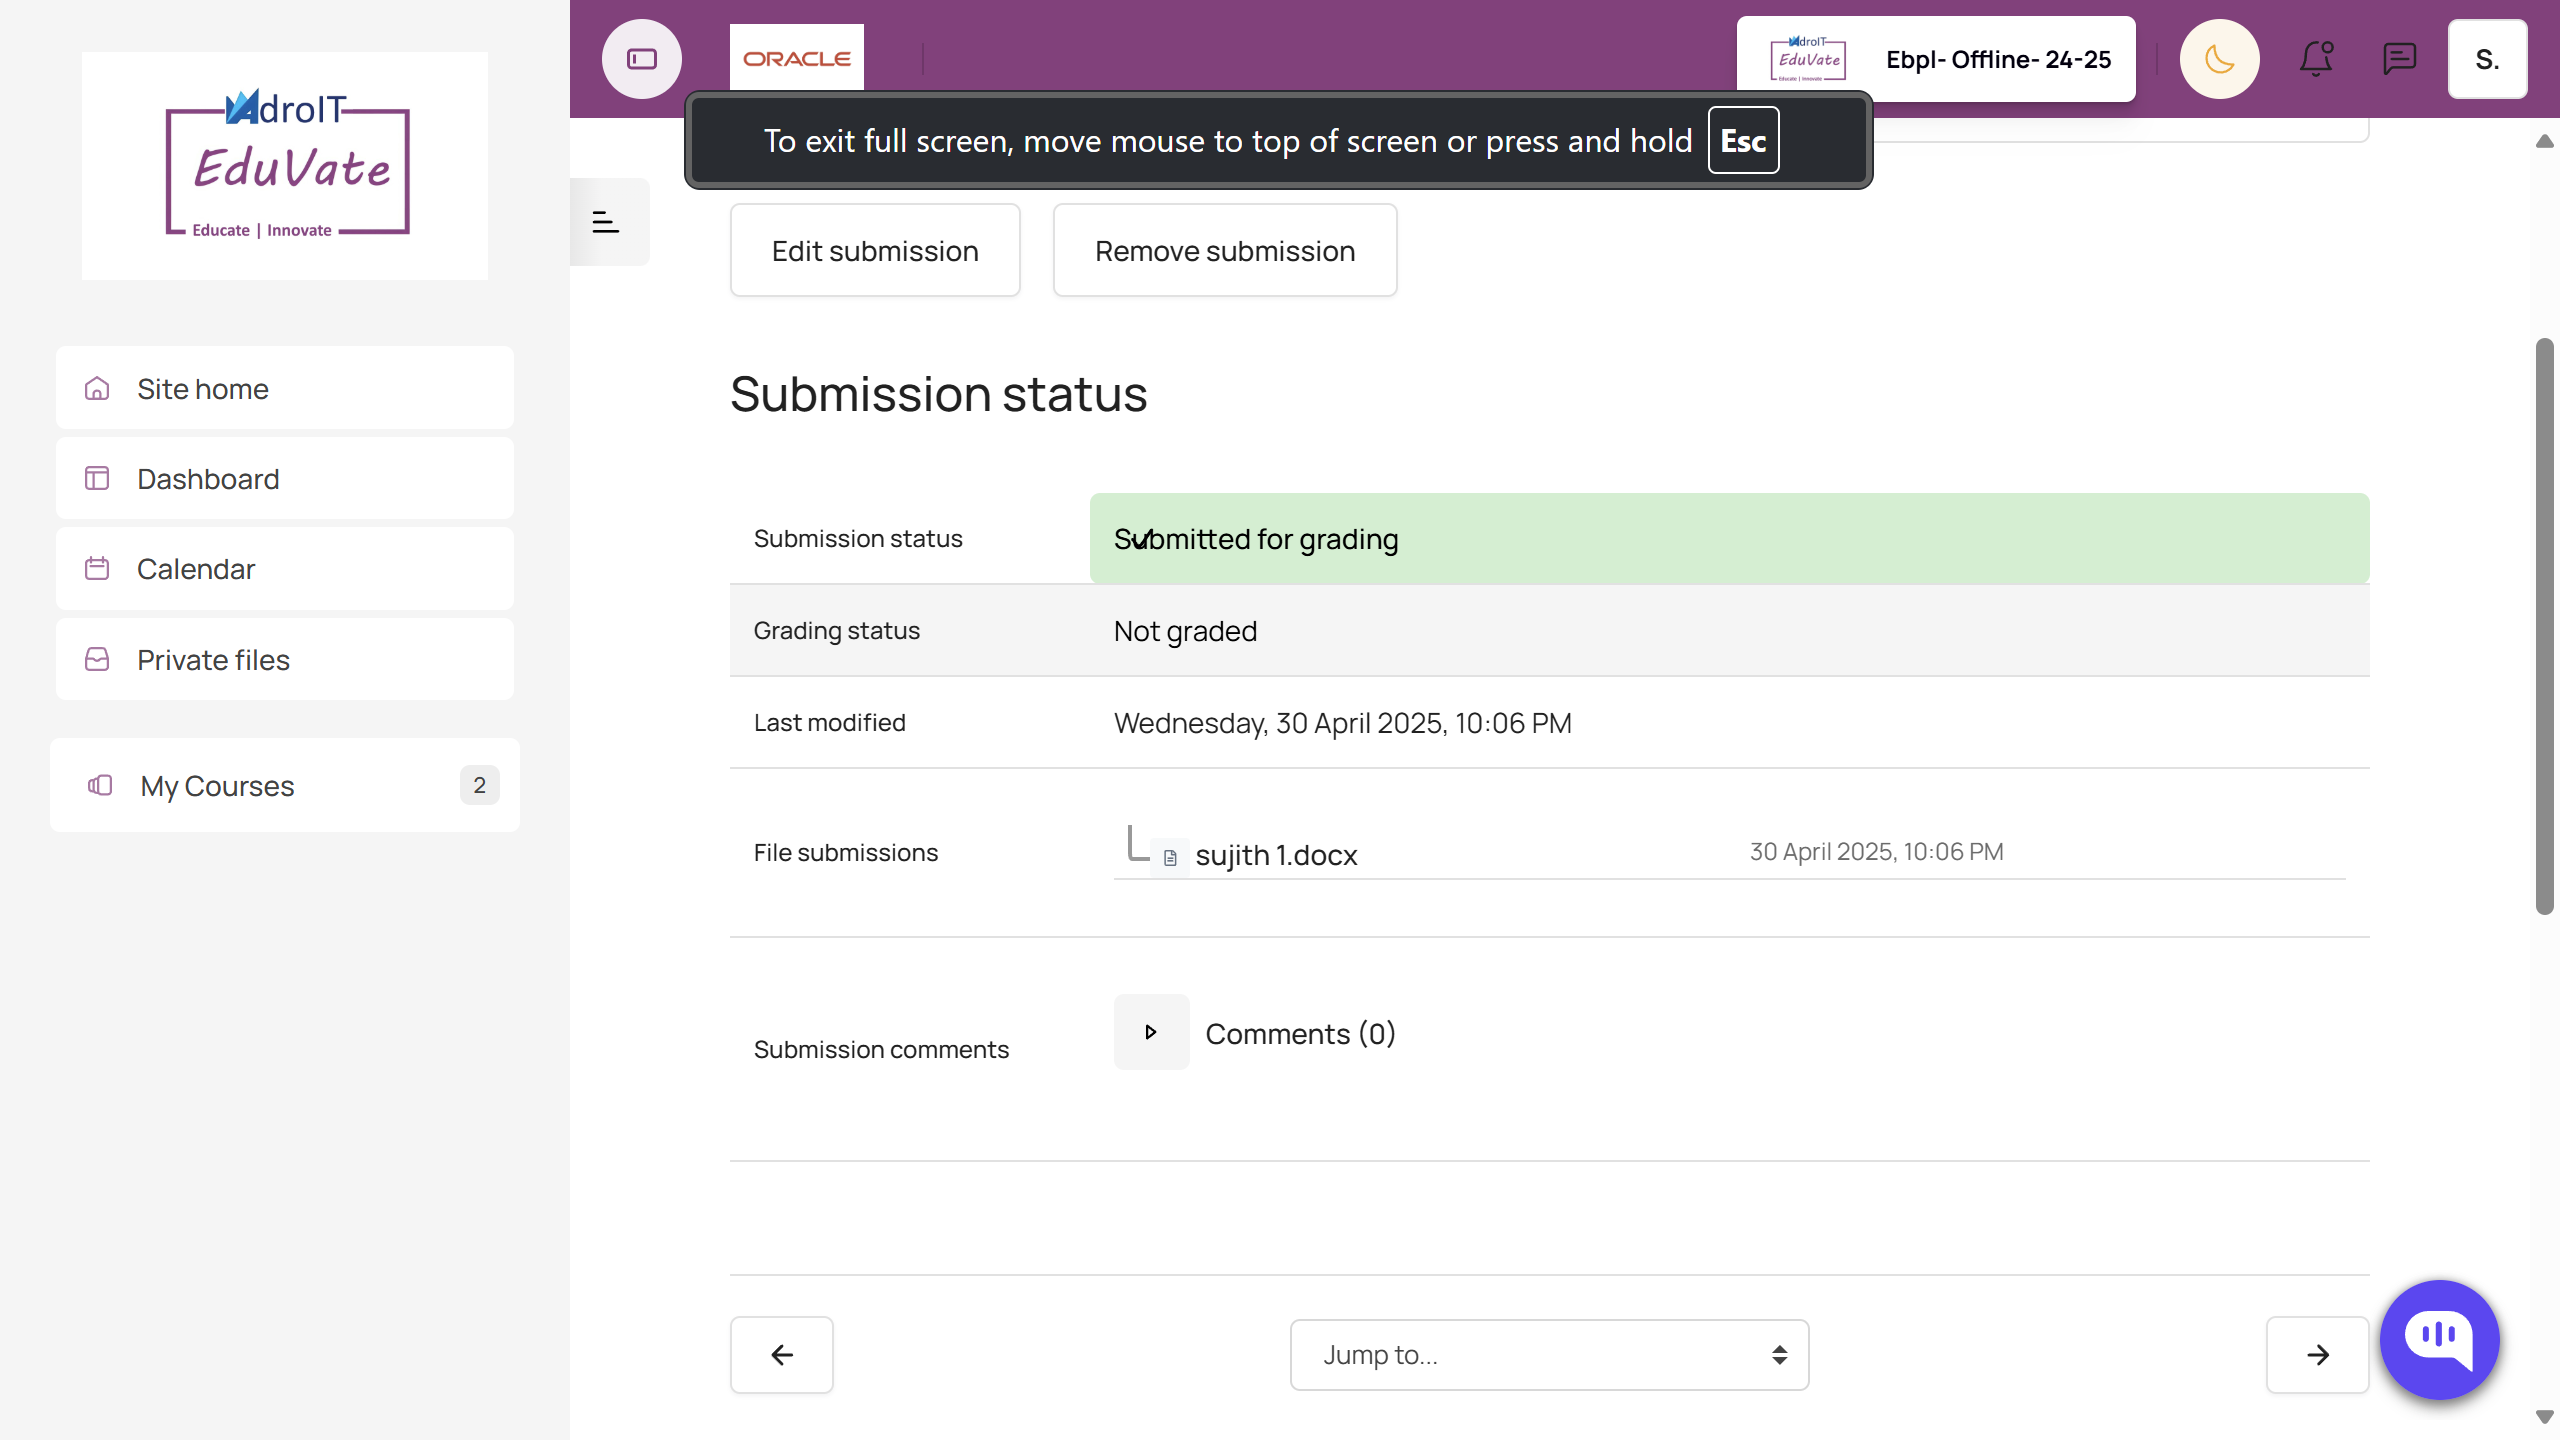 AdroIT
EduVate
Educate | Innovate
Site home
Dashboard
Calendar
Private files
My Courses
2
ORACLE
AdroIT
EduVate
Educate | Innovate
Ebpl- Offline- 24-25
S.
To exit full screen, move mouse to top of screen or press and hold Esc
Edit submission
Remove submission
Submission status
Submission status
Submitted for grading
Grading status
Not graded
Last modified
Wednesday, 30 April 2025, 10:06 PM
File submissions
sujith 1.docx
30 April 2025, 10:06 PM
Submission comments
Comments (0)
Jump to...